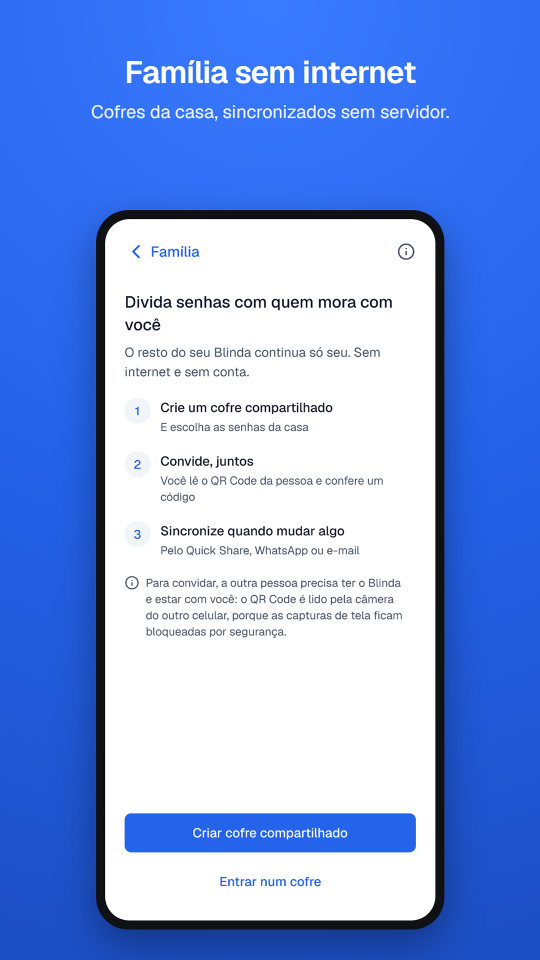 Família sem internet
Cofres da casa, sincronizados sem servidor.
Família
Divida senhas com quem mora com
você
O resto do seu Blinda continua só seu. Sem
internet e sem conta.
1
Crie um cofre compartilhado
E escolha as senhas da casa
2
Convide, juntos
Você lê o QR Code da pessoa e confere um
código
3
Sincronize quando mudar algo
Pelo Quick Share, WhatsApp ou e-mail
Para convidar, a outra pessoa precisa ter o Blinda
e estar com você: o QR Code é lido pela câmera
do outro celular, porque as capturas de tela ficam
bloqueadas por segurança.
Criar cofre compartilhado
Entrar num cofre